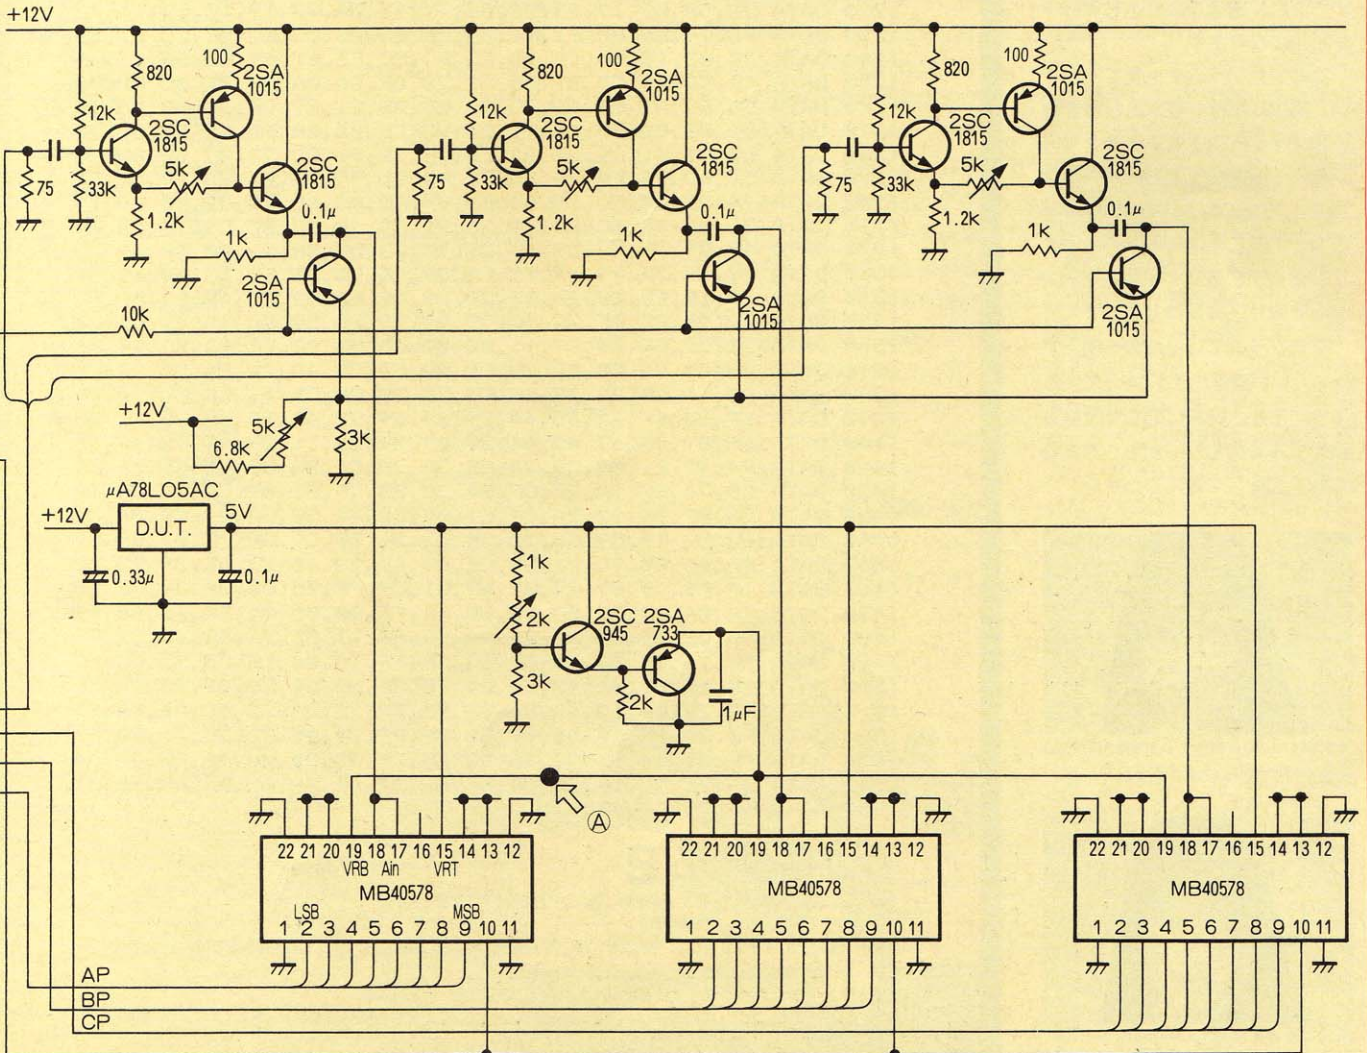 +12V
820
100
2SA
1015
12k
2SC
1815
5k
2SC
1815
75
33k
1.2k
0.1μ
1k
2SA
1015
820
100
2SA
1015
12k
2SC
1815
5k
2SC
1815
75
33k
1.2k
0.1μ
1k
2SA
1015
820
100
2SA
1015
12k
2SC
1815
5k
2SC
1815
75
33k
1.2k
0.1μ
1k
2SA
1015
10k
+12V
5k
6.8k
3k
μA78L05AC
+12V
D.U.T.
5V
0.33μ
0.1μ
1k
2k
2SC
945
2SA
733
3k
2k
1μF
Ⓐ
22 21 20 19 18 17 16 15 14 13 12
VRB Ain VRT
MB40578
LSB MSB
1 2 3 4 5 6 7 8 9 10 11
22 21 20 19 18 17 16 15 14 13 12
MB40578
1 2 3 4 5 6 7 8 9 10 11
22 21 20 19 18 17 16 15 14 13 12
MB40578
1 2 3 4 5 6 7 8 9 10 11
AP
BP
CP